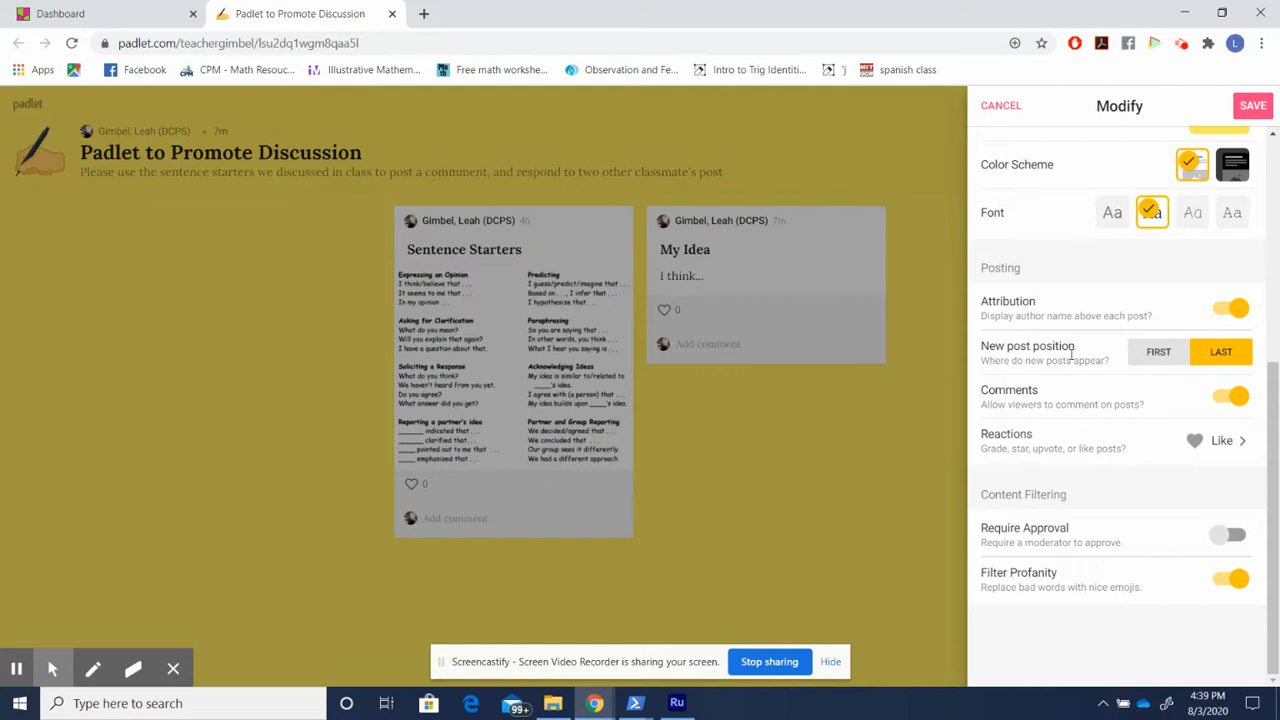 Dashboard
Padlet to Promote Discussion
padlet.com/teachergimbel/lsu2dq1wgm8qaa5l
L
Apps
Facebook
CPM - Math Resouc...
Illustrative Mathem...
Free math workshe...
Observation and Fe...
Intro to Trig Identiti...
'j
spanish class
padlet
Gimbel, Leah (DCPS) • 7m
Padlet to Promote Discussion
Please use the sentence starters we discussed in class to post a comment, and respond to two other classmate's post
Gimbel, Leah (DCPS) 4h
Sentence Starters
Expressing an Opinion
I think/believe that . . .
It seems to me that . . .
In my opinion . . .
Predicting
I guess/predict/imagine that . . .
Based on . . , I infer that . . .
I hypothesize that . . .
Asking for Clarification
What do you mean?
Will you explain that again?
I have a question about that.
Paraphrasing
So you are saying that . . .
In other words, you think . . .
What I hear you saying is . . .
Soliciting a Response
What do you think?
We haven't heard from you yet.
Do you agree?
What answer did you get?
Acknowledging Ideas
My idea is similar to/related to
____'s idea.
I agree with (a person) that . . .
My idea builds upon ____'s idea.
Reporting a partner's idea
_____ indicated that . . .
_____ clarified that. . .
_____ pointed out to me that . . .
_____ emphasized that . . .
Partner and Group Reporting
We decided/agreed that . . .
We concluded that . . .
Our group sees it differently.
We had a different approach
0
Add comment
Gimbel, Leah (DCPS) 7m
My Idea
I think...
0
Add comment
CANCEL
Modify
SAVE
Color Scheme
Font
Aa
Aa
Aa
Posting
Attribution
Display author name above each post?
New post position
Where do new posts appear?
FIRST
LAST
Comments
Allow viewers to comment on posts?
Reactions
Grade, star, upvote, or like posts?
Like
Content Filtering
Require Approval
Require a moderator to approve.
Filter Profanity
Replace bad words with nice emojis.
Screencastify - Screen Video Recorder is sharing your screen.
Stop sharing
Hide
Type here to search
99+
Ru
4:39 PM
8/3/2020